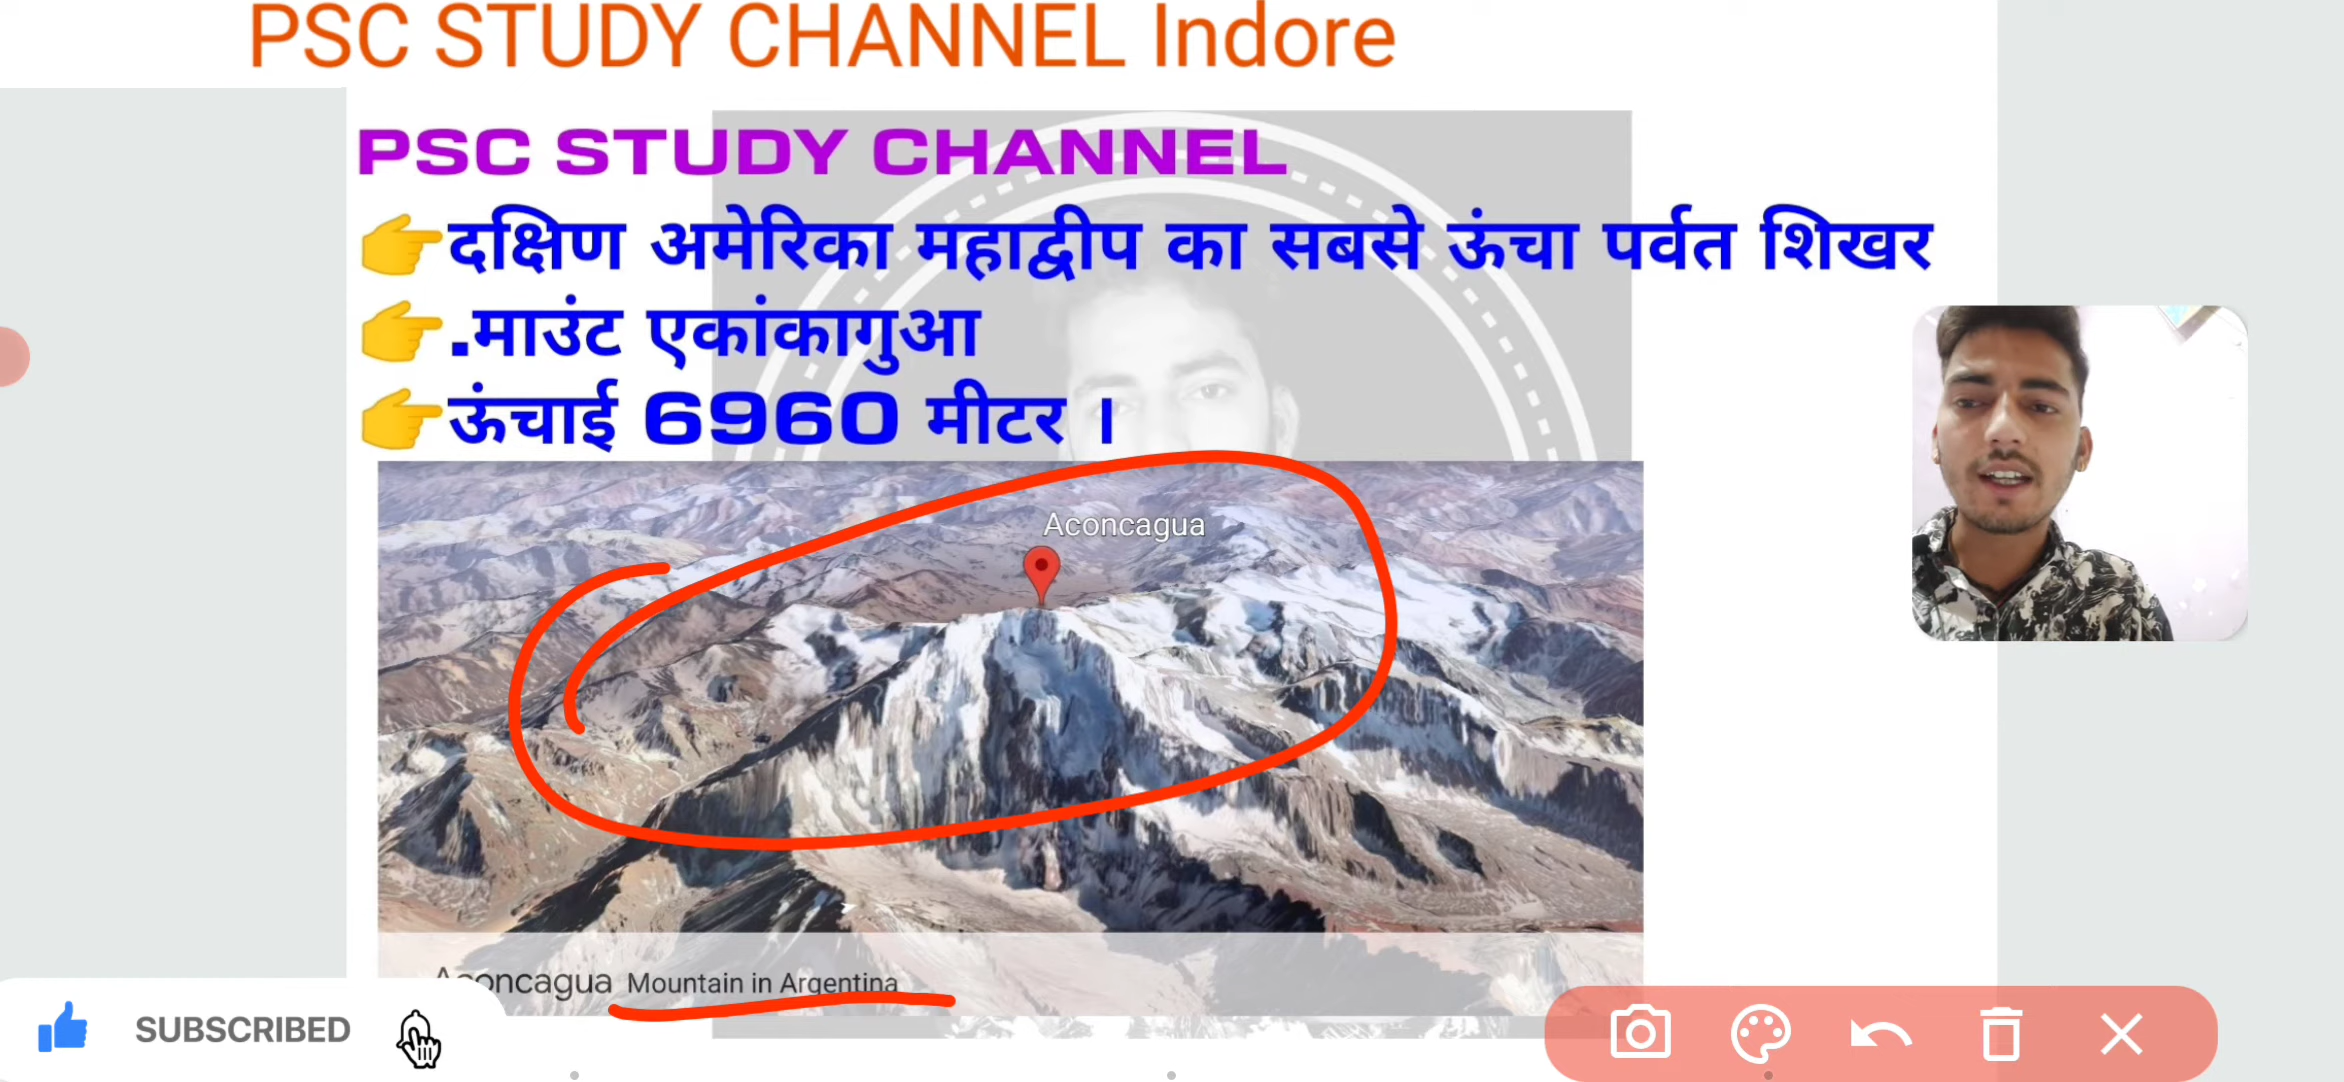 PSC STUDY CHANNEL Indore
PSC STUDY CHANNEL
👉दक्षिण अमेरिका महाद्वीप का सबसे ऊंचा पर्वत शिखर
👉.माउंट एकांकागुआ
👉ऊंचाई 6960 मीटर ।
Aconcagua
Aconcagua Mountain in Argentina
SUBSCRIBED